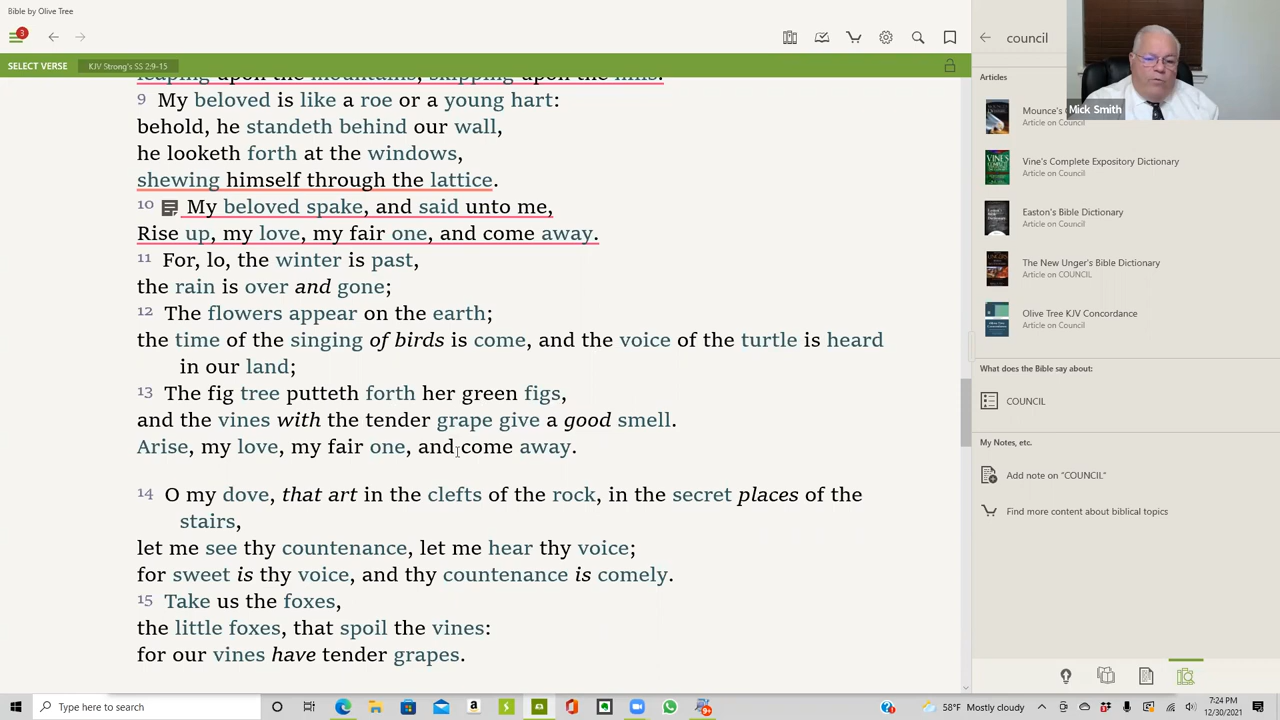 Bible by Olive Tree
3
SELECT VERSE
KJV Strong's SS 2:9-15
leaping upon the mountains, skipping upon the hills.
9 My beloved is like a roe or a young hart:
behold, he standeth behind our wall,
he looketh forth at the windows,
shewing himself through the lattice.
10 My beloved spake, and said unto me,
Rise up, my love, my fair one, and come away.
11 For, lo, the winter is past,
the rain is over and gone;
12 The flowers appear on the earth;
the time of the singing of birds is come, and the voice of the turtle is heard
in our land;
13 The fig tree putteth forth her green figs,
and the vines with the tender grape give a good smell.
Arise, my love, my fair one, and come away.
14 O my dove, that art in the clefts of the rock, in the secret places of the
stairs,
let me see thy countenance, let me hear thy voice;
for sweet is thy voice, and thy countenance is comely.
15 Take us the foxes,
the little foxes, that spoil the vines:
for our vines have tender grapes.
council
Articles
Mounce's
Article on Council
Mick Smith
Vine's Complete Expository Dictionary
Article on Council
Easton's Bible Dictionary
Article on Council
The New Unger's Bible Dictionary
Article on COUNCIL
Olive Tree KJV Concordance
Article on Council
What does the Bible say about:
COUNCIL
My Notes, etc.
Add note on "COUNCIL"
Find more content about biblical topics
Type here to search
58°F Mostly cloudy
7:24 PM
12/30/2021